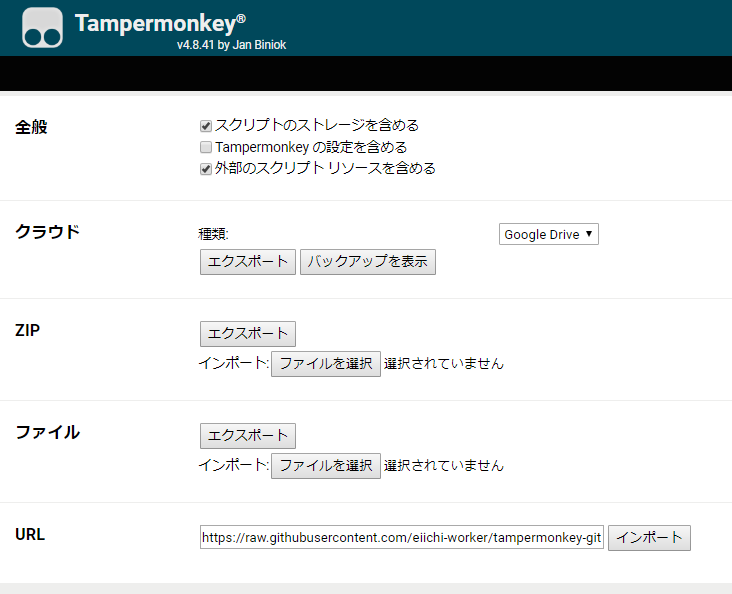 Tampermonkey®
v4.8.41 by Jan Biniok
全般
スクリプトのストレージを含める
Tampermonkey の設定を含める
外部のスクリプト リソースを含める
クラウド
種類:
Google Drive
エクスポート バックアップを表示
ZIP
エクスポート
インポート: ファイルを選択 選択されていません
ファイル
エクスポート
インポート: ファイルを選択 選択されていません
URL
https://raw.githubusercontent.com/eiichi-worker/tampermonkey-git インポート